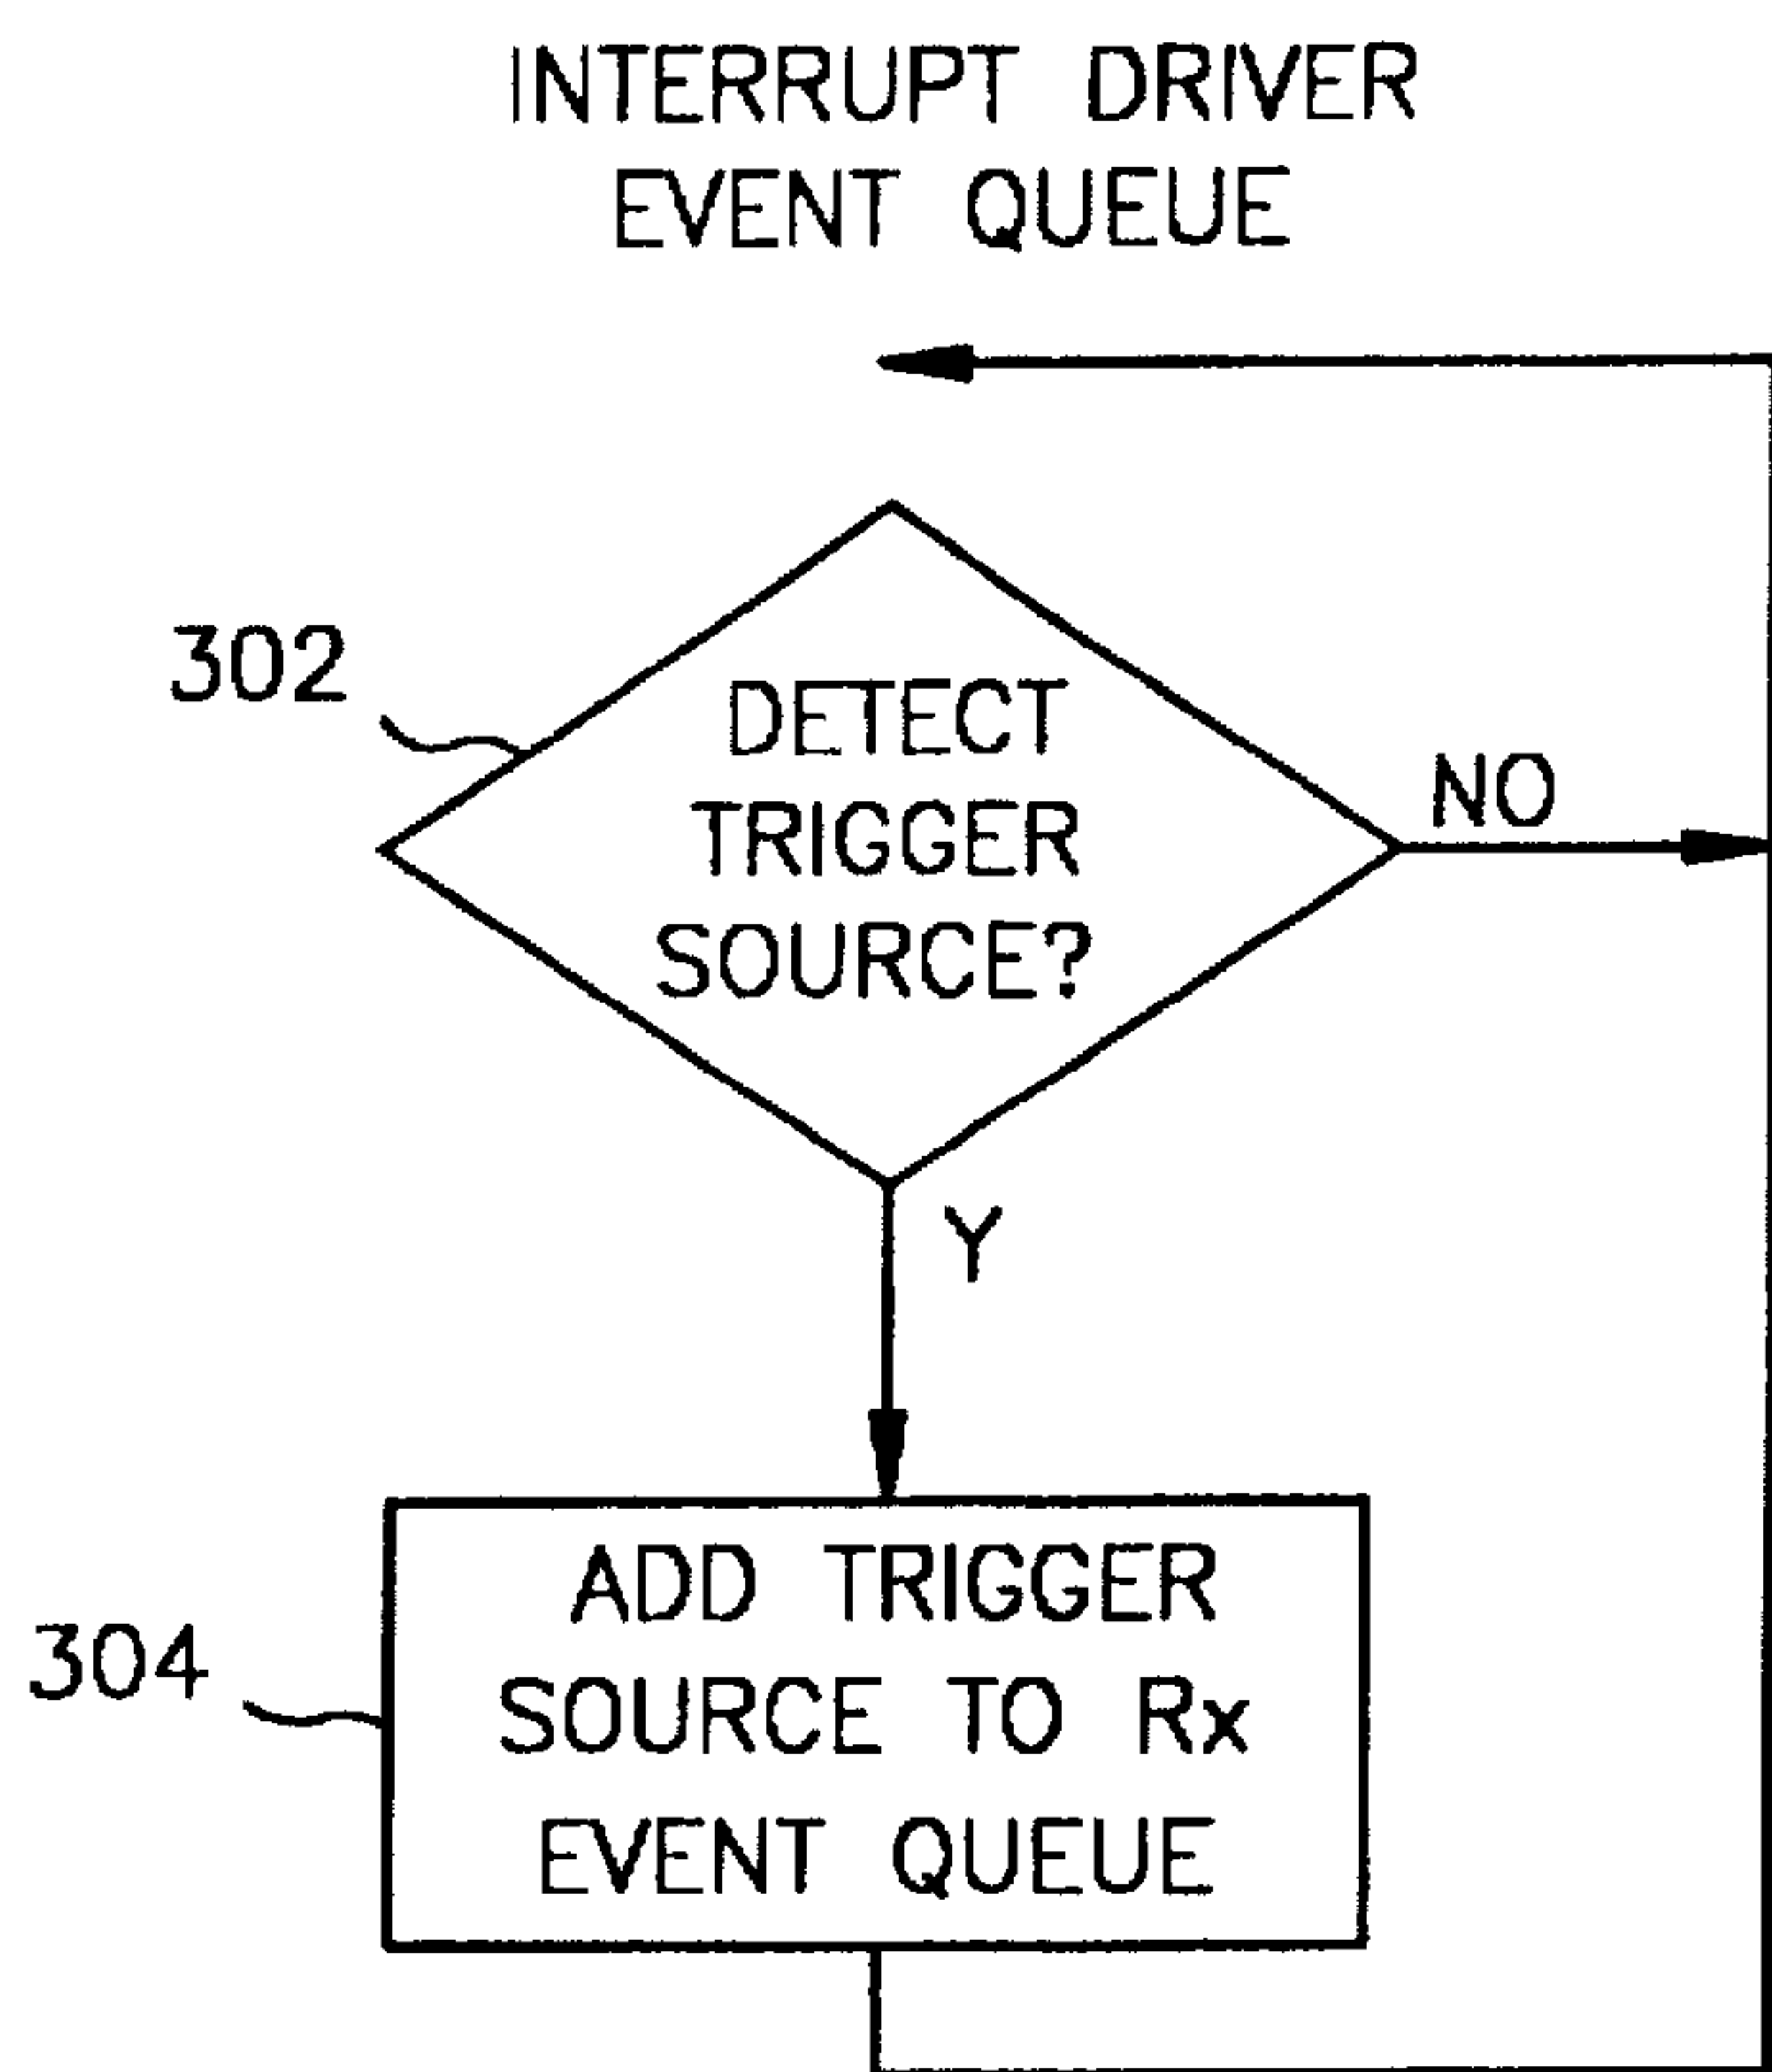 INTERRUPT DRIVER
EVENT QUEUE
302
DETECT
TRIGGER
SOURCE?
NO
Y
304
ADD TRIGGER
SOURCE TO Rx
EVENT QUEUE